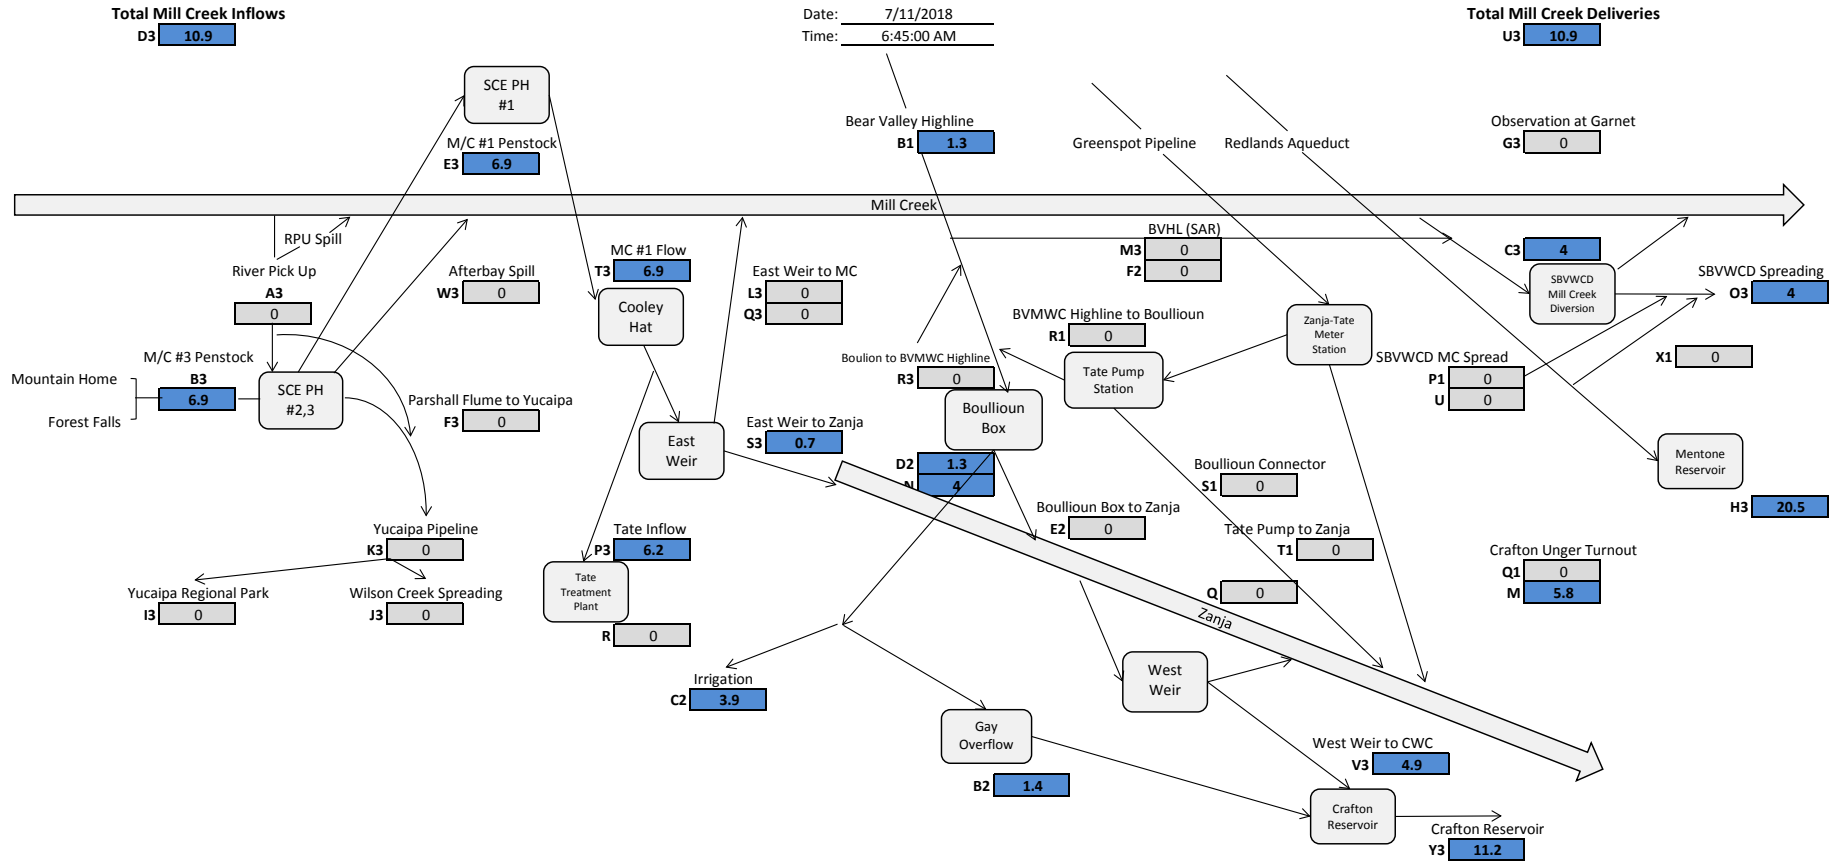 Total Mill Creek Inflows
D3 10.9
Date: 7/11/2018
Time: 6:45:00 AM
Total Mill Creek Deliveries
U3 10.9
SCE PH
#1
M/C #1 Penstock
E3 6.9
Bear Valley Highline
B1 1.3
Greenspot Pipeline
Redlands Aqueduct
Observation at Garnet
G3 0
Mill Creek
RPU Spill
River Pick Up
A3
0
Afterbay Spill
W3 0
MC #1 Flow
T3 6.9
Cooley
Hat
East Weir to MC
L3 0
Q3 0
BVHL (SAR)
M3 0
F2 0
C3 4
SBVWCD
Mill Creek
Diversion
SBVWCD Spreading
O3 4
BVMWC Highline to Boullioun
R1 0
Zanja-Tate
Meter
Station
Boulion to BVMWC Highline
R3 0
Tate Pump
Station
SBVWCD MC Spread
P1 0
U 0
X1 0
M/C #3 Penstock
B3
6.9
Mountain Home
Forest Falls
SCE PH
#2,3
Parshall Flume to Yucaipa
F3 0
East
Weir
East Weir to Zanja
S3 0.7
Boullioun
Box
D2 1.3
N 4
Boullioun Connector
S1 0
Mentone
Reservoir
H3 20.5
Boullioun Box to Zanja
E2 0
Tate Pump to Zanja
T1 0
Yucaipa Pipeline
K3 0
Tate Inflow
P3 6.2
Tate
Treatment
Plant
R 0
Crafton Unger Turnout
Q1 0
M 5.8
Yucaipa Regional Park
I3 0
Wilson Creek Spreading
J3 0
Q 0
Zanja
Irrigation
C2 3.9
West
Weir
Gay
Overflow
B2 1.4
West Weir to CWC
V3 4.9
Crafton
Reservoir
Crafton Reservoir
Y3 11.2